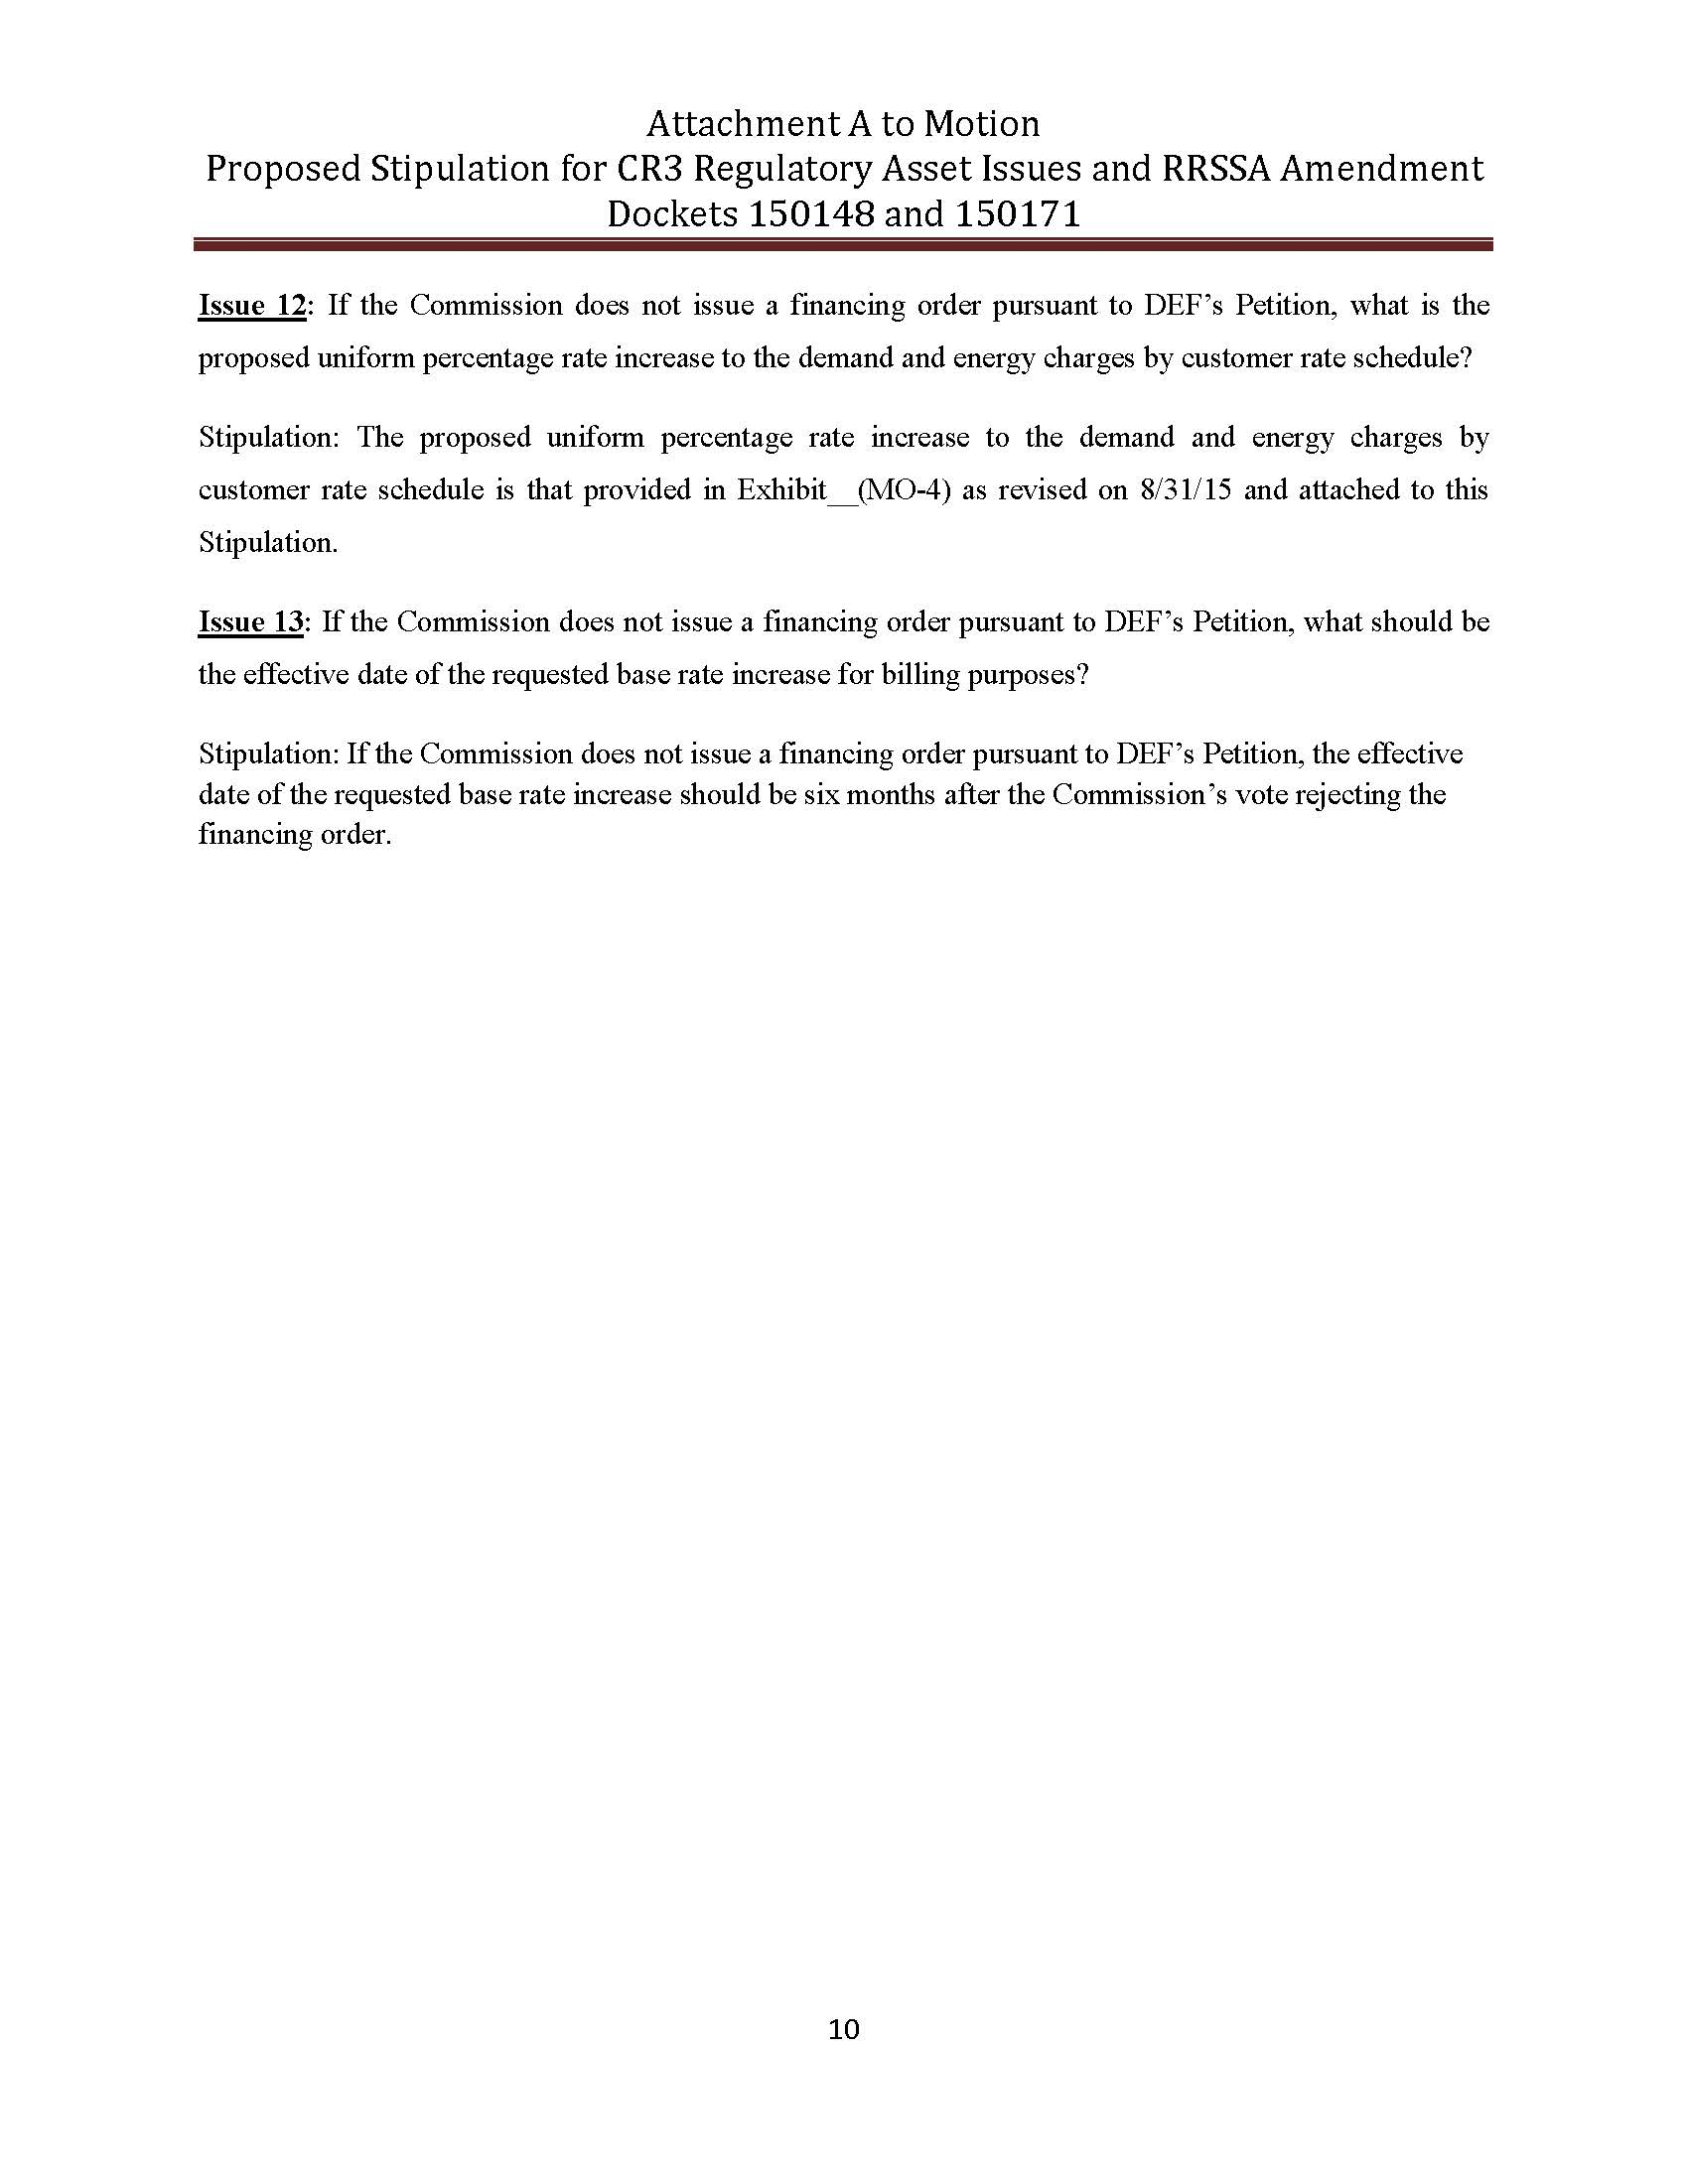 Attachment A to Motion
Proposed Stipulation for CR3 Regulatory Asset Issues and RRSSA Amendment
Dockets 150148 and 150171
Issue 12: If the Commission does not issue a financing order pursuant to DEF’s Petition, what is the
proposed uniform percentage rate increase to the demand and energy charges by customer rate schedule?
Stipulation: The proposed uniform percentage rate increase to the demand and energy charges by
customer rate schedule is that provided in Exhibit__(MO-4) as revised on 8/31/15 and attached to this
Stipulation.
Issue 13: If the Commission does not issue a financing order pursuant to DEF’s Petition, what should be
the effective date of the requested base rate increase for billing purposes?
Stipulation: If the Commission does not issue a financing order pursuant to DEF’s Petition, the effective
date of the requested base rate increase should be six months after the Commission’s vote rejecting the
financing order.
10